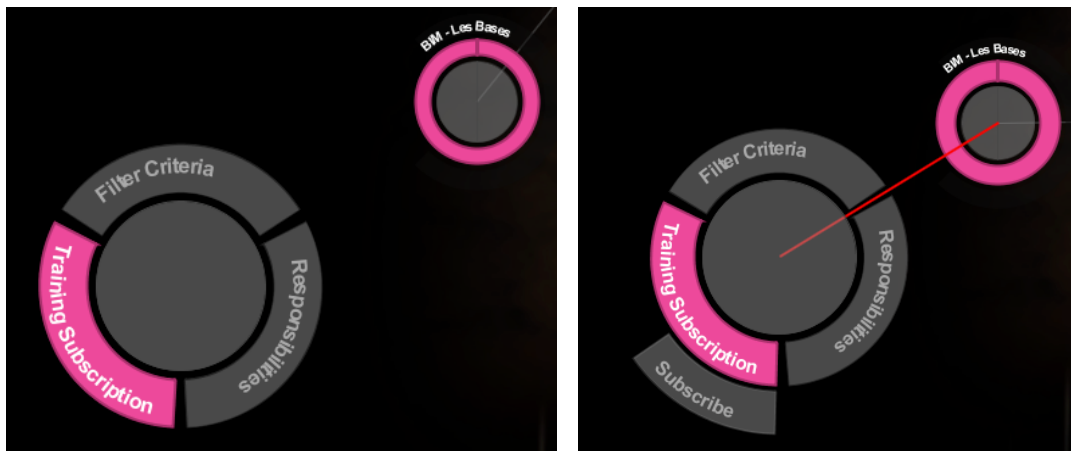 BIM - Les Bases
Filter Criteria
Training Subscription
Responsibilities
BIM - Les Bases
Filter Criteria
Training Subscription
Responsibilities
Subscribe